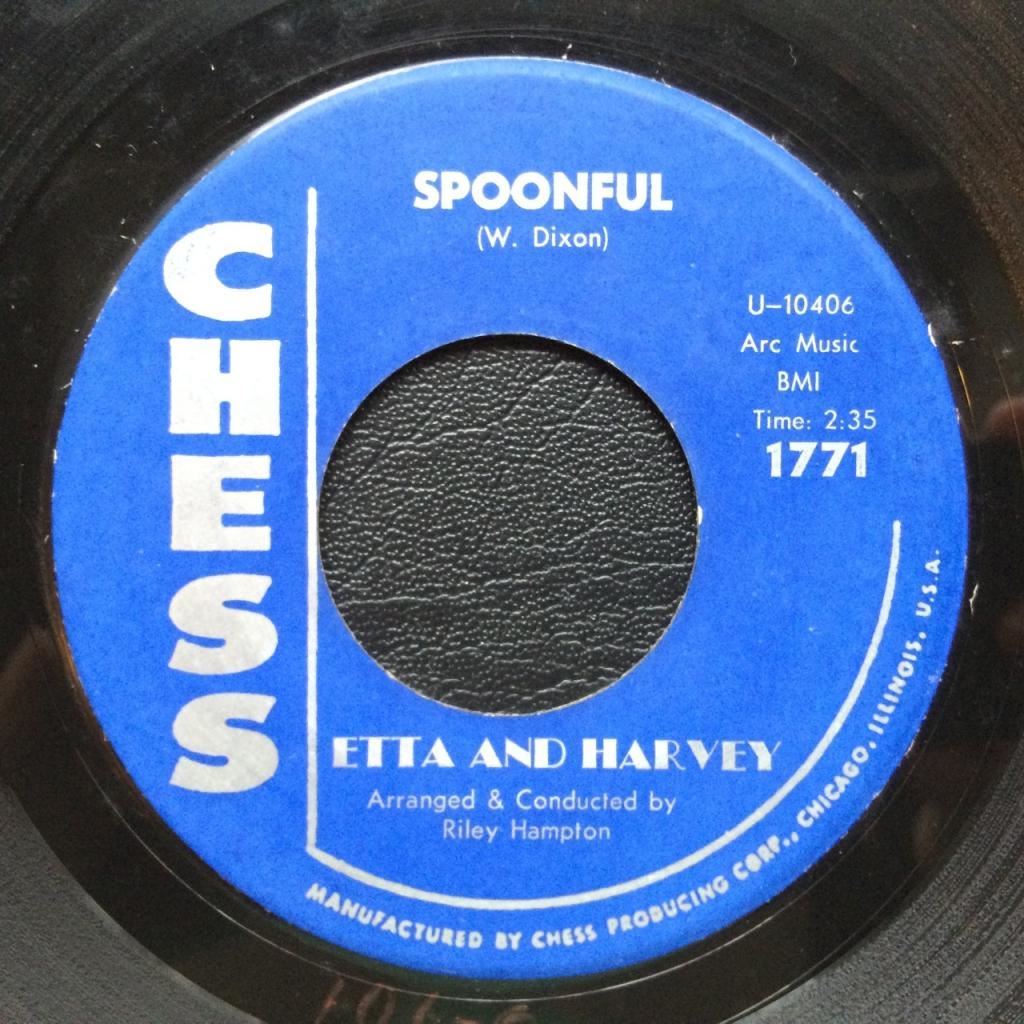 CHESS
SPOONFUL
(W. Dixon)
U-10406
Arc Music
BMI
Time: 2:35
1771
ETTA AND HARVEY
Arranged & Conducted by
Riley Hampton
MANUFACTURED BY CHESS PRODUCING CORP., CHICAGO, ILLINOIS, U.S.A.